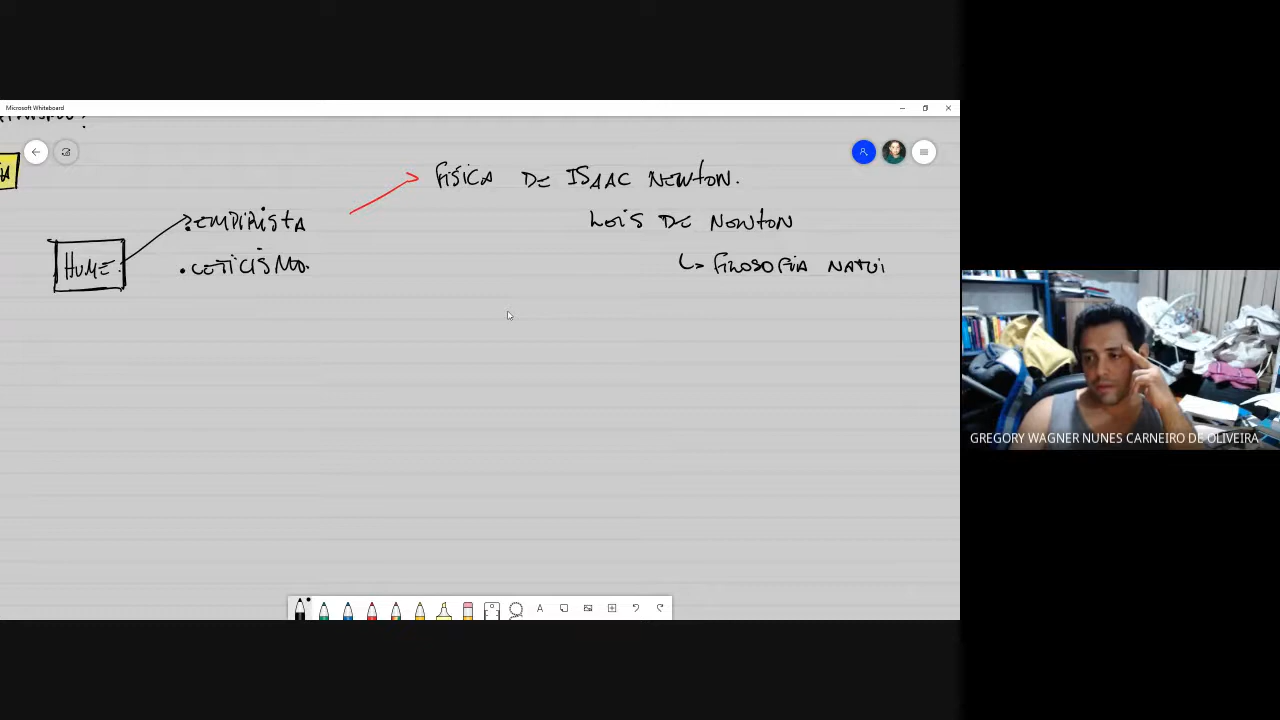 Microsoft Whiteboard
FÍSICA DE ISAAC NEWTON.
.EMPIRISTA
LEIS DE NEWTON
HUME.
.CETICISMO.
↳ FILOSOFIA NATU
GREGORY WAGNER NUNES CARNEIRO DE OLIVEIRA